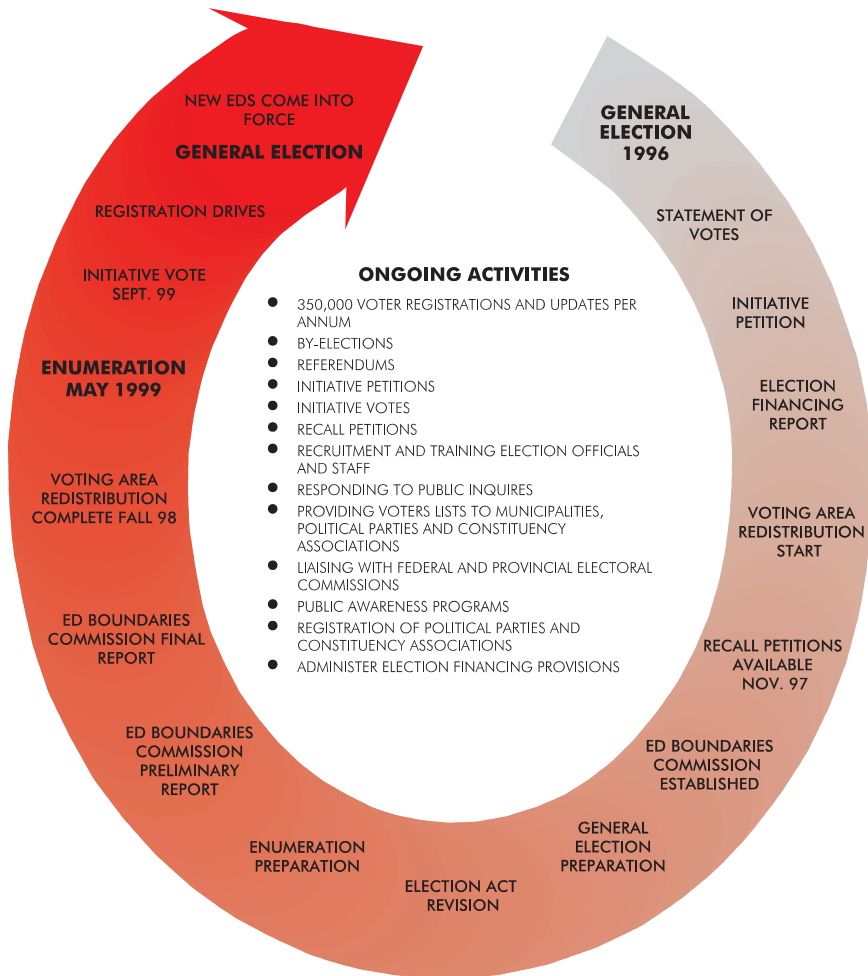 GENERAL
ELECTION
1996
STATEMENT OF
VOTES
INITIATIVE
PETITION
ELECTION
FINANCING
REPORT
VOTING AREA
REDISTRIBUTION
START
RECALL PETITIONS
AVAILABLE
NOV. 97
ED BOUNDARIES
COMMISSION
ESTABLISHED
GENERAL
ELECTION
PREPARATION
ELECTION ACT
REVISION
ENUMERATION
PREPARATION
ED BOUNDARIES
COMMISSION
PRELIMINARY
REPORT
ED BOUNDARIES
COMMISSION FINAL
REPORT
VOTING AREA
REDISTRIBUTION
COMPLETE FALL 98
ENUMERATION
MAY 1999
INITIATIVE VOTE
SEPT. 99
REGISTRATION DRIVES
NEW EDS COME INTO
FORCE
GENERAL ELECTION
ONGOING ACTIVITIES
● 350,000 VOTER REGISTRATIONS AND UPDATES PER
ANNUM
● BY-ELECTIONS
● REFERENDUMS
● INITIATIVE PETITIONS
● INITIATIVE VOTES
● RECALL PETITIONS
● RECRUITMENT AND TRAINING ELECTION OFFICIALS
AND STAFF
● RESPONDING TO PUBLIC INQUIRES
● PROVIDING VOTERS LISTS TO MUNICIPALITIES,
POLITICAL PARTIES AND CONSTITUENCY
ASSOCIATIONS
● LIAISING WITH FEDERAL AND PROVINCIAL ELECTORAL
COMMISSIONS
● PUBLIC AWARENESS PROGRAMS
● REGISTRATION OF POLITICAL PARTIES AND
CONSTITUENCY ASSOCIATIONS
● ADMINISTER ELECTION FINANCING PROVISIONS